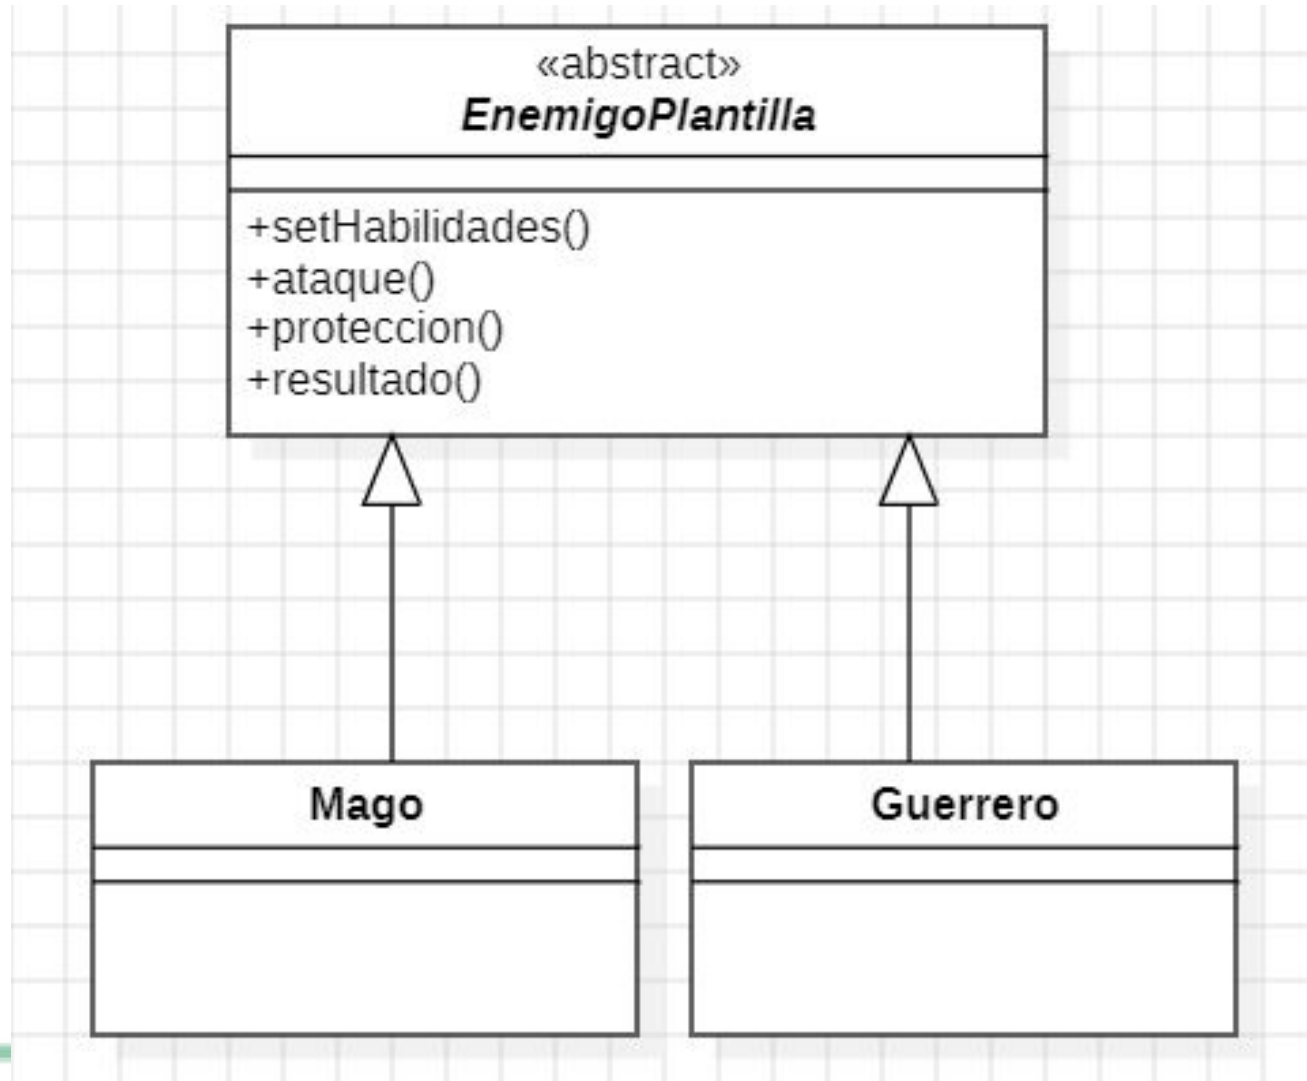 «abstract»
EnemigoPlantilla
+setHabilidades()
+ataque()
+proteccion()
+resultado()
Mago
Guerrero